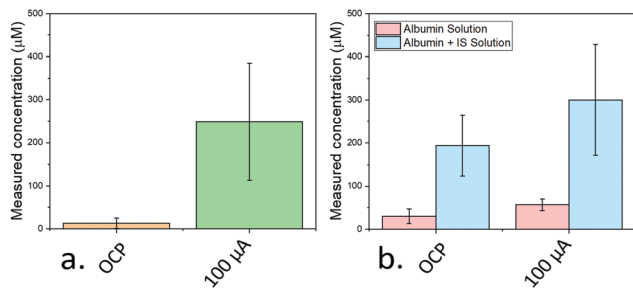 Measured concentration (µM)
500
400
300
200
100
0
OCP
100 µA
a.
Measured concentration (µM)
500
400
300
200
100
0
Albumin Solution
Albumin + IS Solution
OCP
100 µA
b.